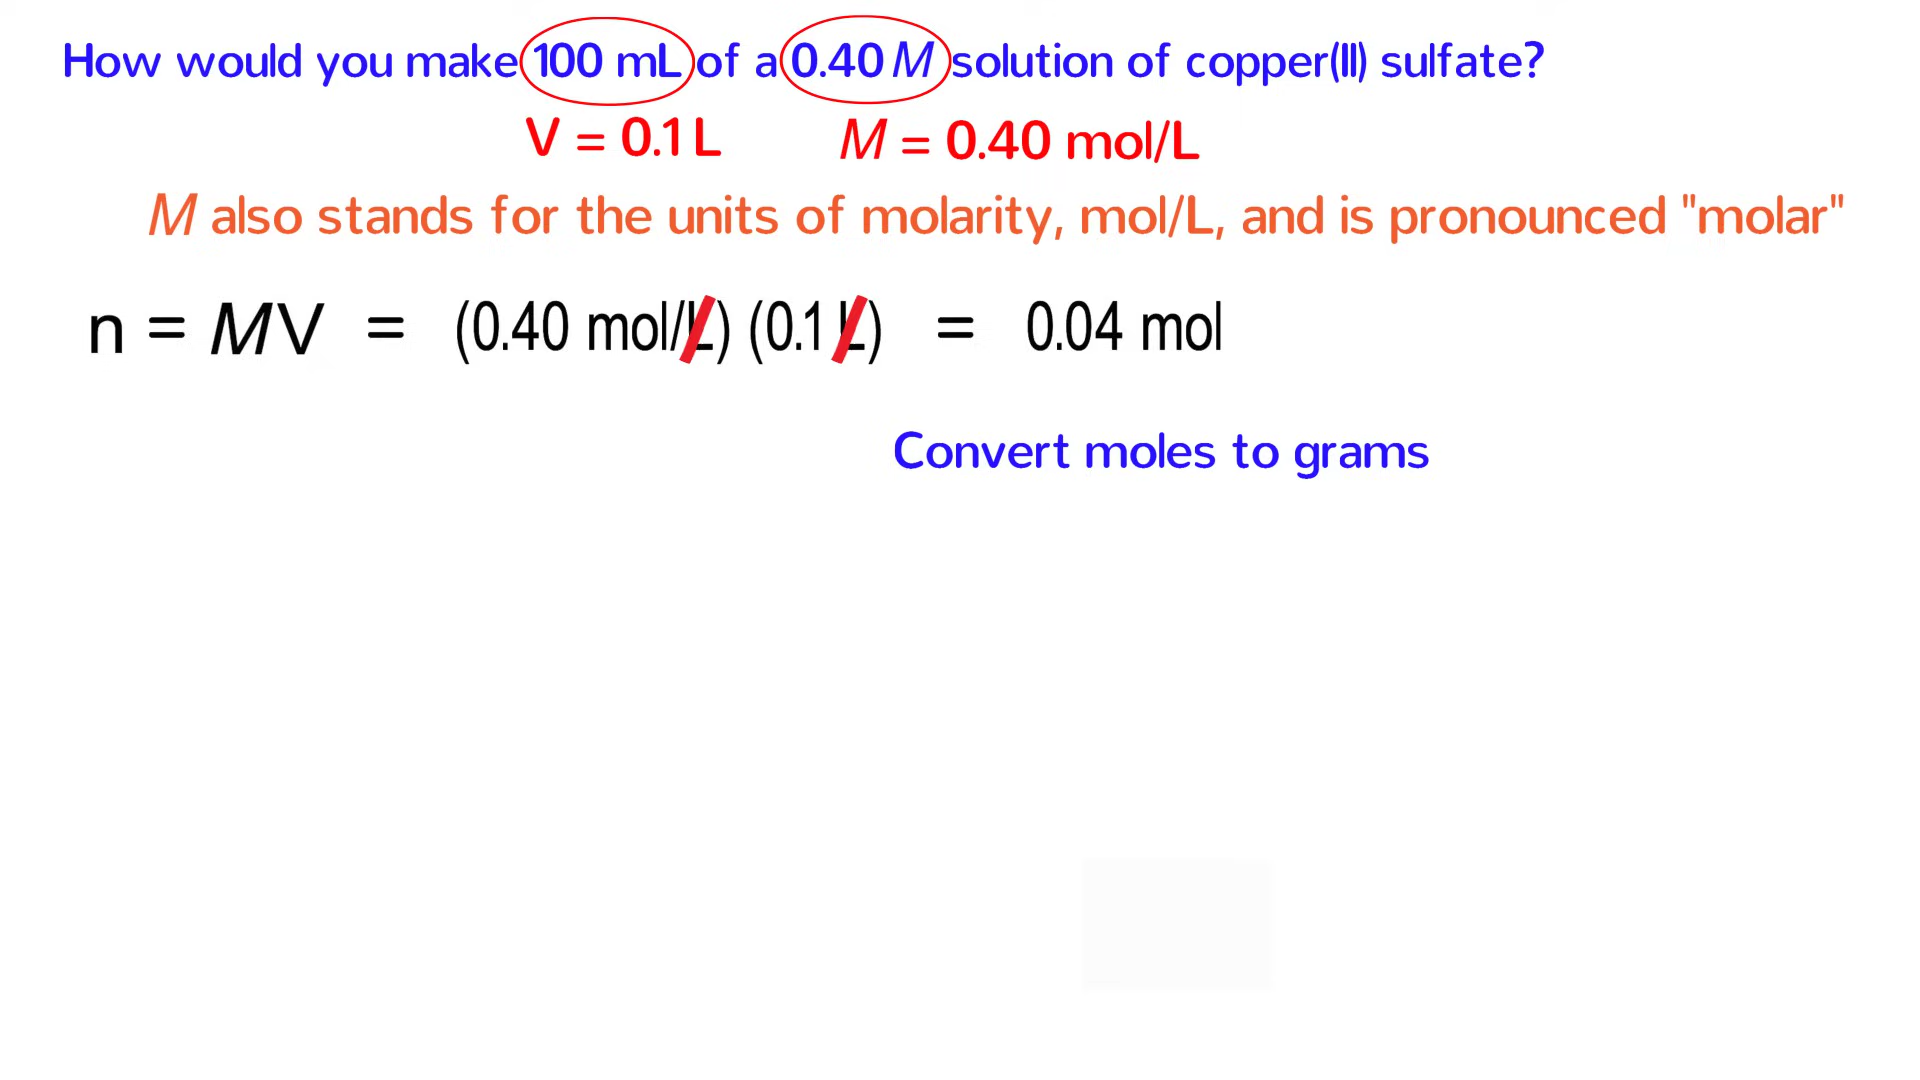 How would you make 100 mL of a 0.40 M solution of copper(II) sulfate?
V = 0.1 L M = 0.40 mol/L
M also stands for the units of molarity, mol/L, and is pronounced "molar"
n = MV = (0.40 mol/L) (0.1 L) = 0.04 mol
Convert moles to grams